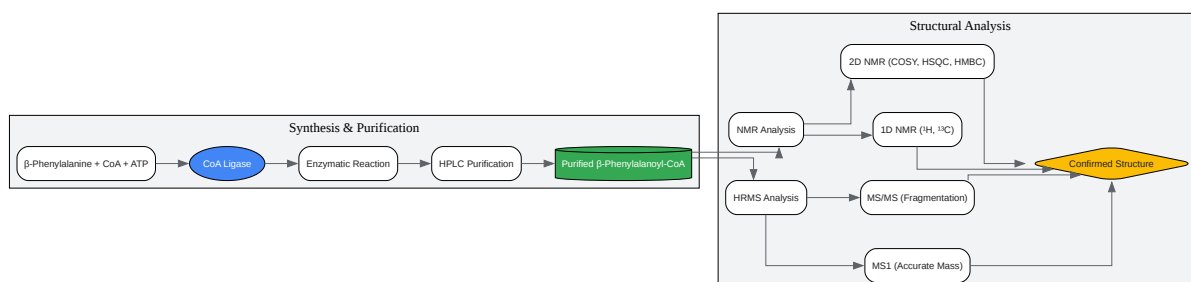 Structural Analysis
2D NMR (COSY, HSQC, HMBC)
Synthesis & Purification
NMR Analysis
1D NMR (¹H, ¹³C)
β-Phenylalanine + CoA + ATP
CoA Ligase
Enzymatic Reaction
HPLC Purification
Purified β-Phenylalanoyl-CoA
Confirmed Structure
HRMS Analysis
MS/MS (Fragmentation)
MS1 (Accurate Mass)